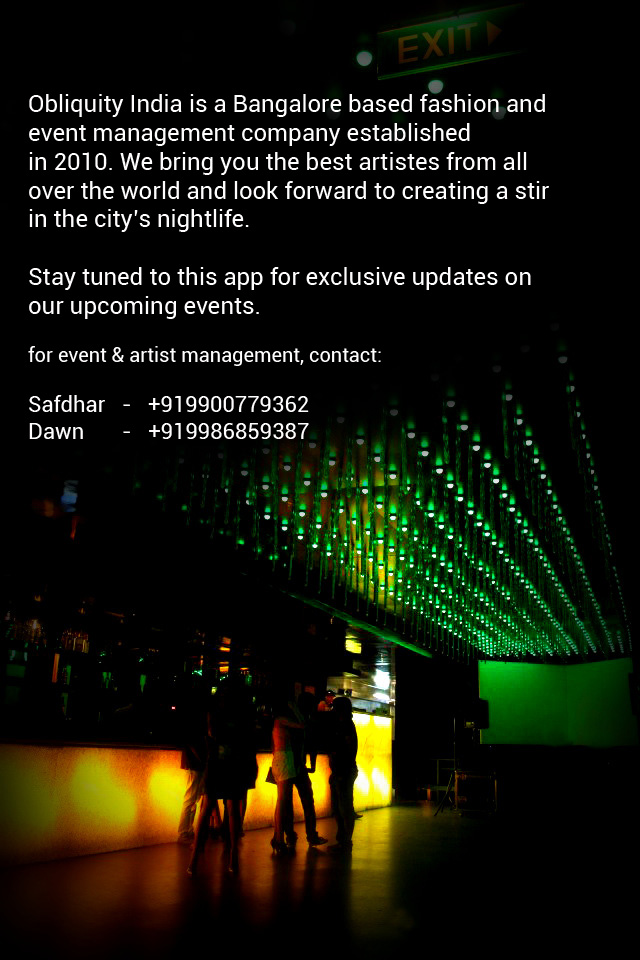 EXIT
Obliquity India is a Bangalore based fashion and
event management company established
in 2010. We bring you the best artistes from all
over the world and look forward to creating a stir
in the city's nightlife.
Stay tuned to this app for exclusive updates on
our upcoming events.
for event & artist management, contact:
Safdhar - +919900779362
Dawn - +919986859387